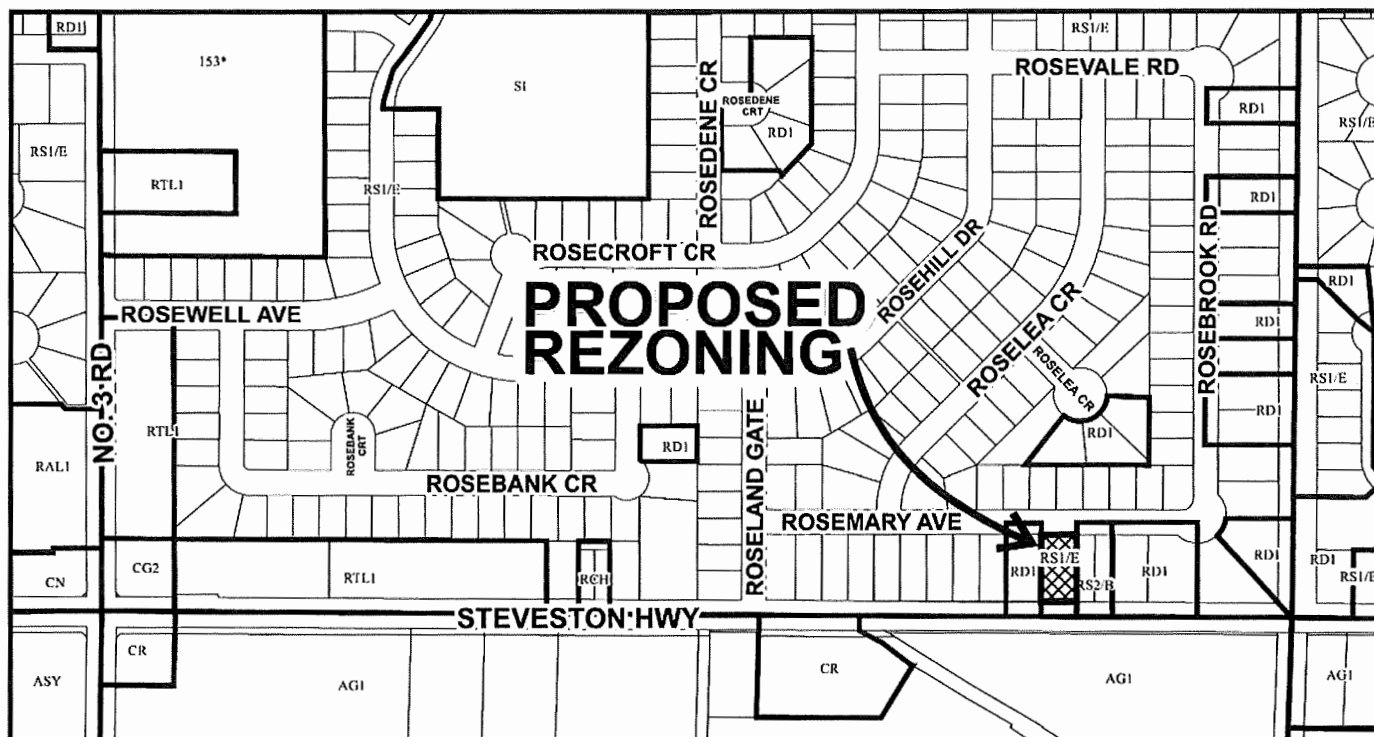 RD1
153*
SI
RS1/E
ROSEVALE RD
ROSEDENE CR
ROSEDENE
CRT
RD1
RD1
RS1/E
RS1/E
RTL1
RS1/E
RD1
ROSECROFT CR
ROSEHILL DR
ROSEBROOK RD
RD1
ROSEWELL AVE
PROPOSED
REZONING
ROSELEA CR
ROSELEA CR
RD1
RS1/E
NO. 3 RD
RTL1
RAL1
ROSEBANK
CRT
RD1
ROSELAND GATE
RD1
RD1
ROSEBANK CR
ROSEMARY AVE
CN
CG2
RTL1
RCH
RD1
RS1/E
RS2/B
RD1
RD1
RD1
RS1/E
STEVESTON HWY
CR
ASY
AG1
CR
AG1
AG1